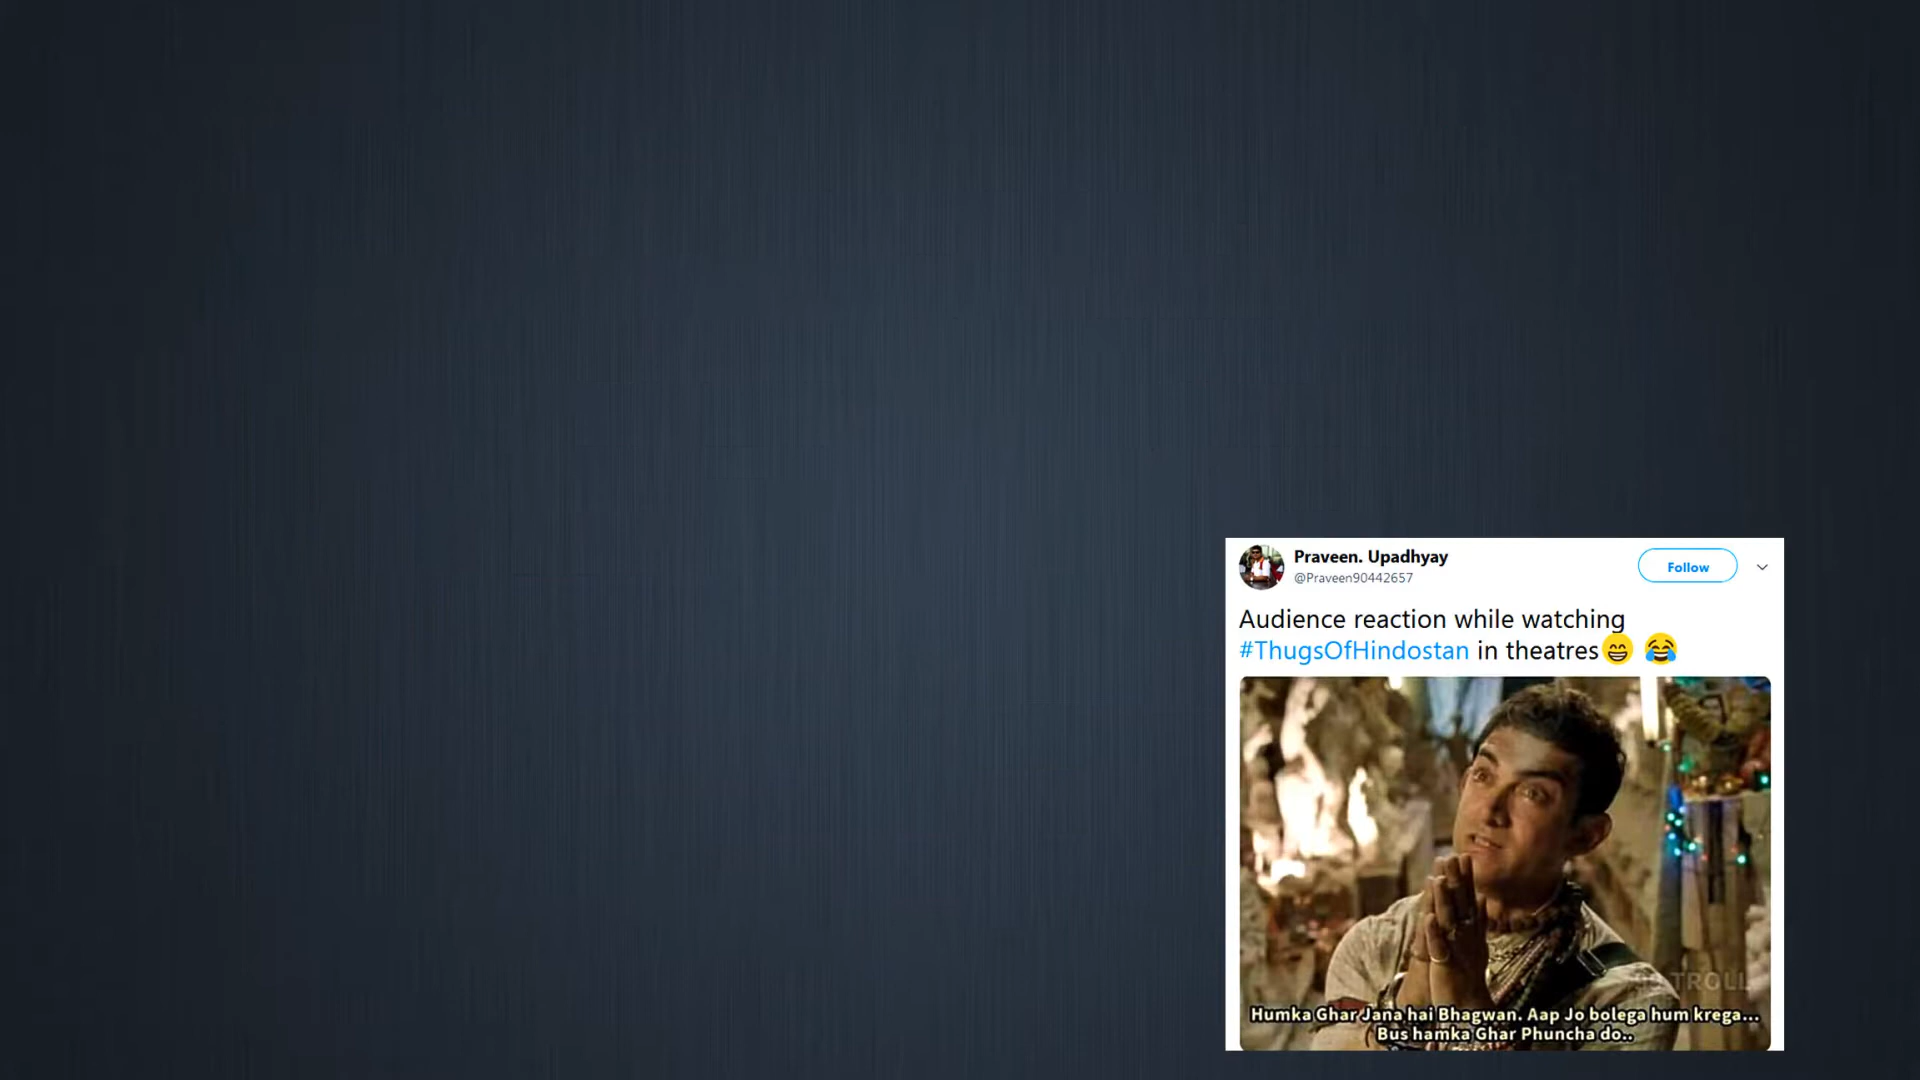 Praveen. Upadhyay
@Praveen90442657
Follow
Audience reaction while watching
#ThugsOfHindostan in theatres😁 😂
TROLL
Humka Ghar Jana hai Bhagwan. Aap Jo bolega hum krega...
Bus hamka Ghar Phuncha do..